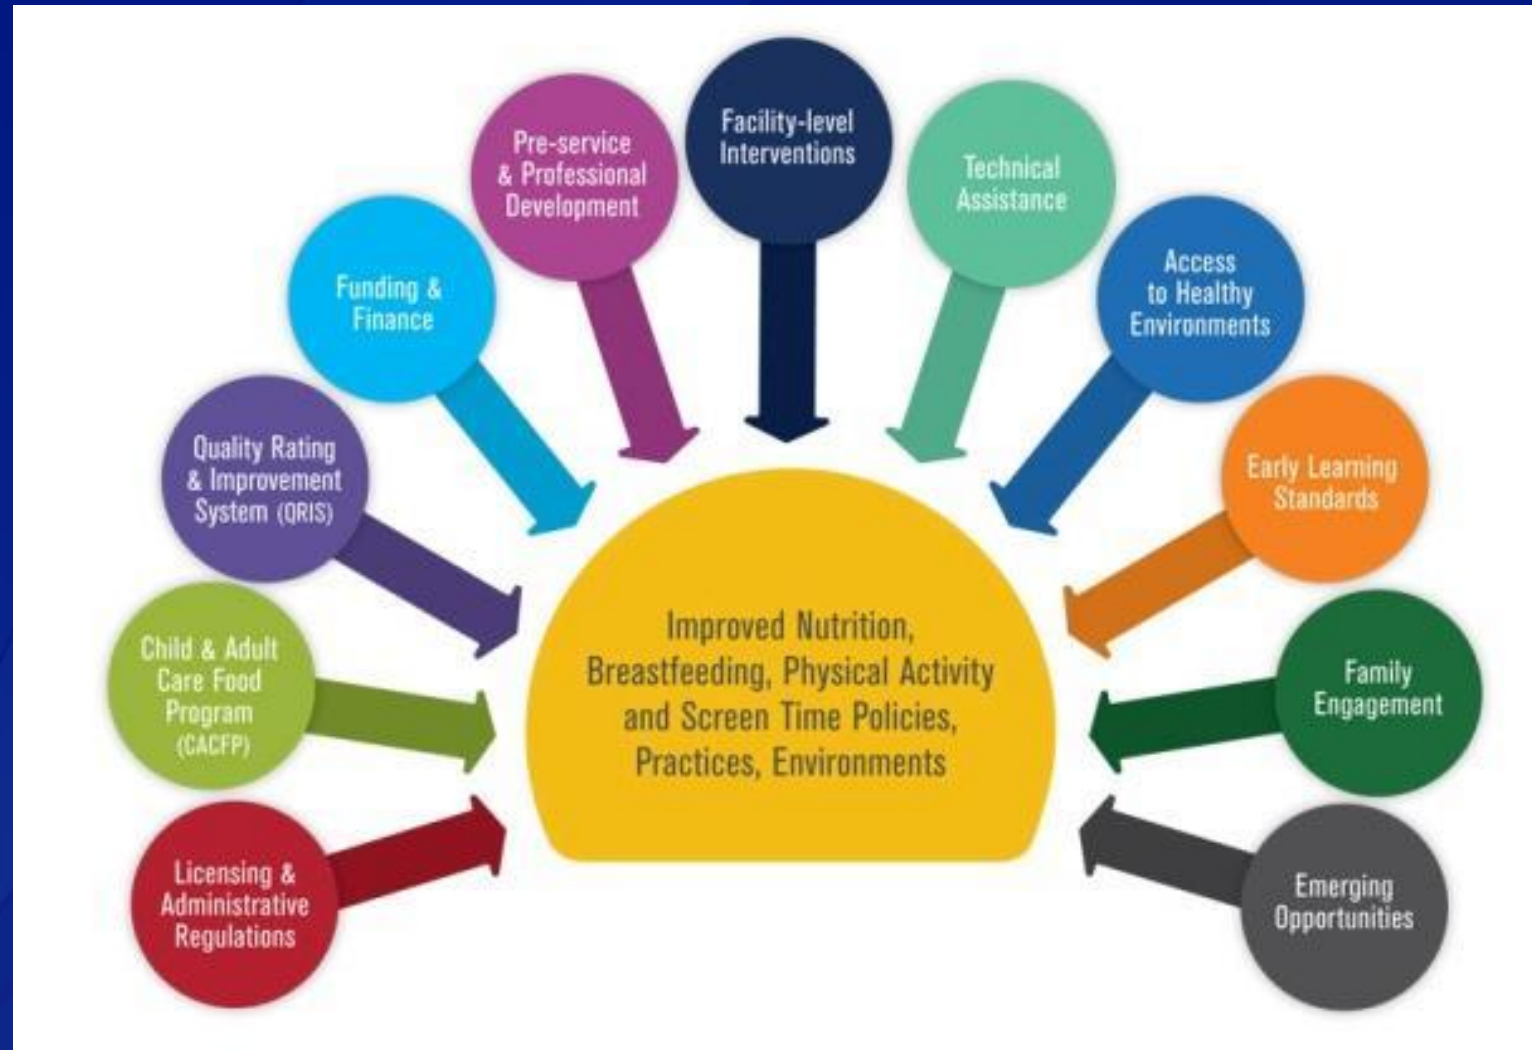 Facility-level
Interventions
Pre-service
& Professional
Development
Technical
Assistance
Funding &
Finance
Access
to Healthy
Environments
Quality Rating
& Improvement
System (QRIS)
Early Learning
Standards
Child & Adult
Care Food
Program
(CACFP)
Improved Nutrition,
Breastfeeding, Physical Activity
and Screen Time Policies,
Practices, Environments
Family
Engagement
Licensing &
Administrative
Regulations
Emerging
Opportunities